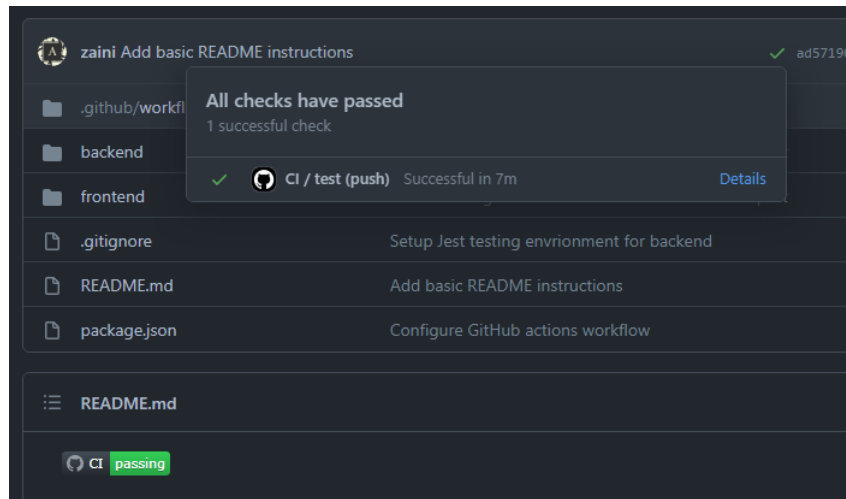 zaini Add basic README instructions
ad5719
All checks have passed
1 successful check
.github/workfl
backend
CI / test (push) Successful in 7m Details
frontend
.gitignore Setup Jest testing envrionment for backend
README.md Add basic README instructions
package.json Configure GitHub actions workflow
README.md
CI passing